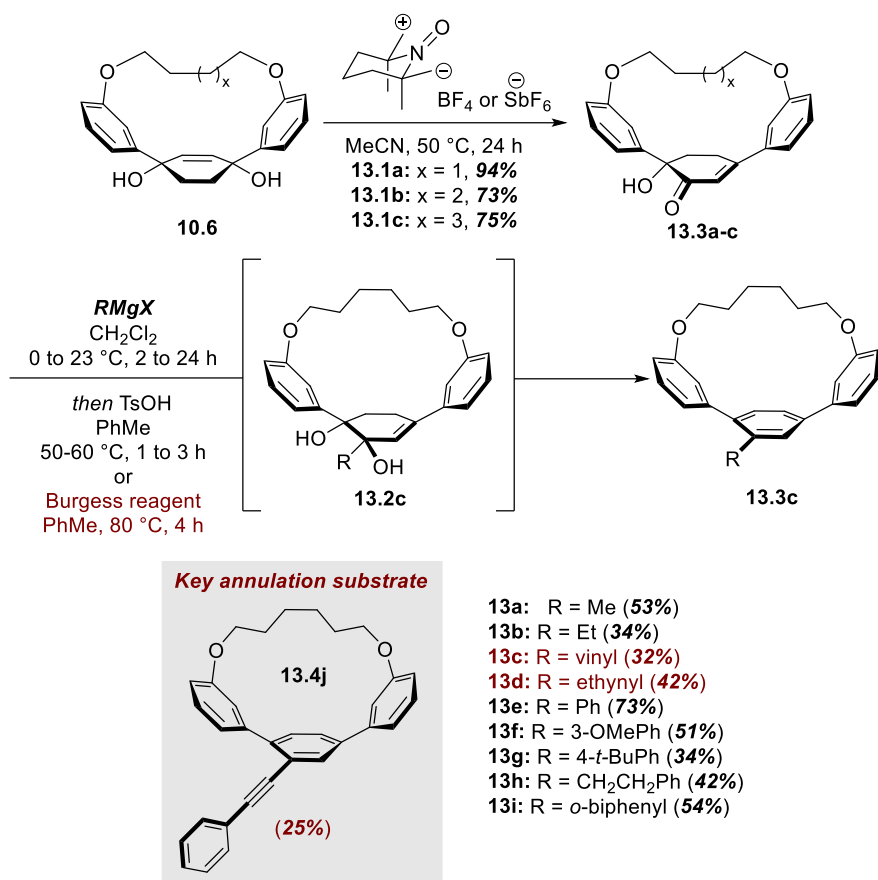 O
x
O
HO
OH
10.6
⊕
N
O
⊖
⊖
BF4 or SbF6
MeCN, 50 °C, 24 h
13.1a: x = 1, 94%
13.1b: x = 2, 73%
13.1c: x = 3, 75%
O
x
O
HO
O
13.3a-c
RMgX
CH2Cl2
0 to 23 °C, 2 to 24 h
then TsOH
PhMe
50-60 °C, 1 to 3 h
or
Burgess reagent
PhMe, 80 °C, 4 h
O
O
HO
R
OH
13.2c
O
O
R
13.3c
Key annulation substrate
O
O
13.4j
(25%)
13a: R = Me (53%)
13b: R = Et (34%)
13c: R = vinyl (32%)
13d: R = ethynyl (42%)
13e: R = Ph (73%)
13f: R = 3-OMePh (51%)
13g: R = 4-t-BuPh (34%)
13h: R = CH2CH2Ph (42%)
13i: R = o-biphenyl (54%)